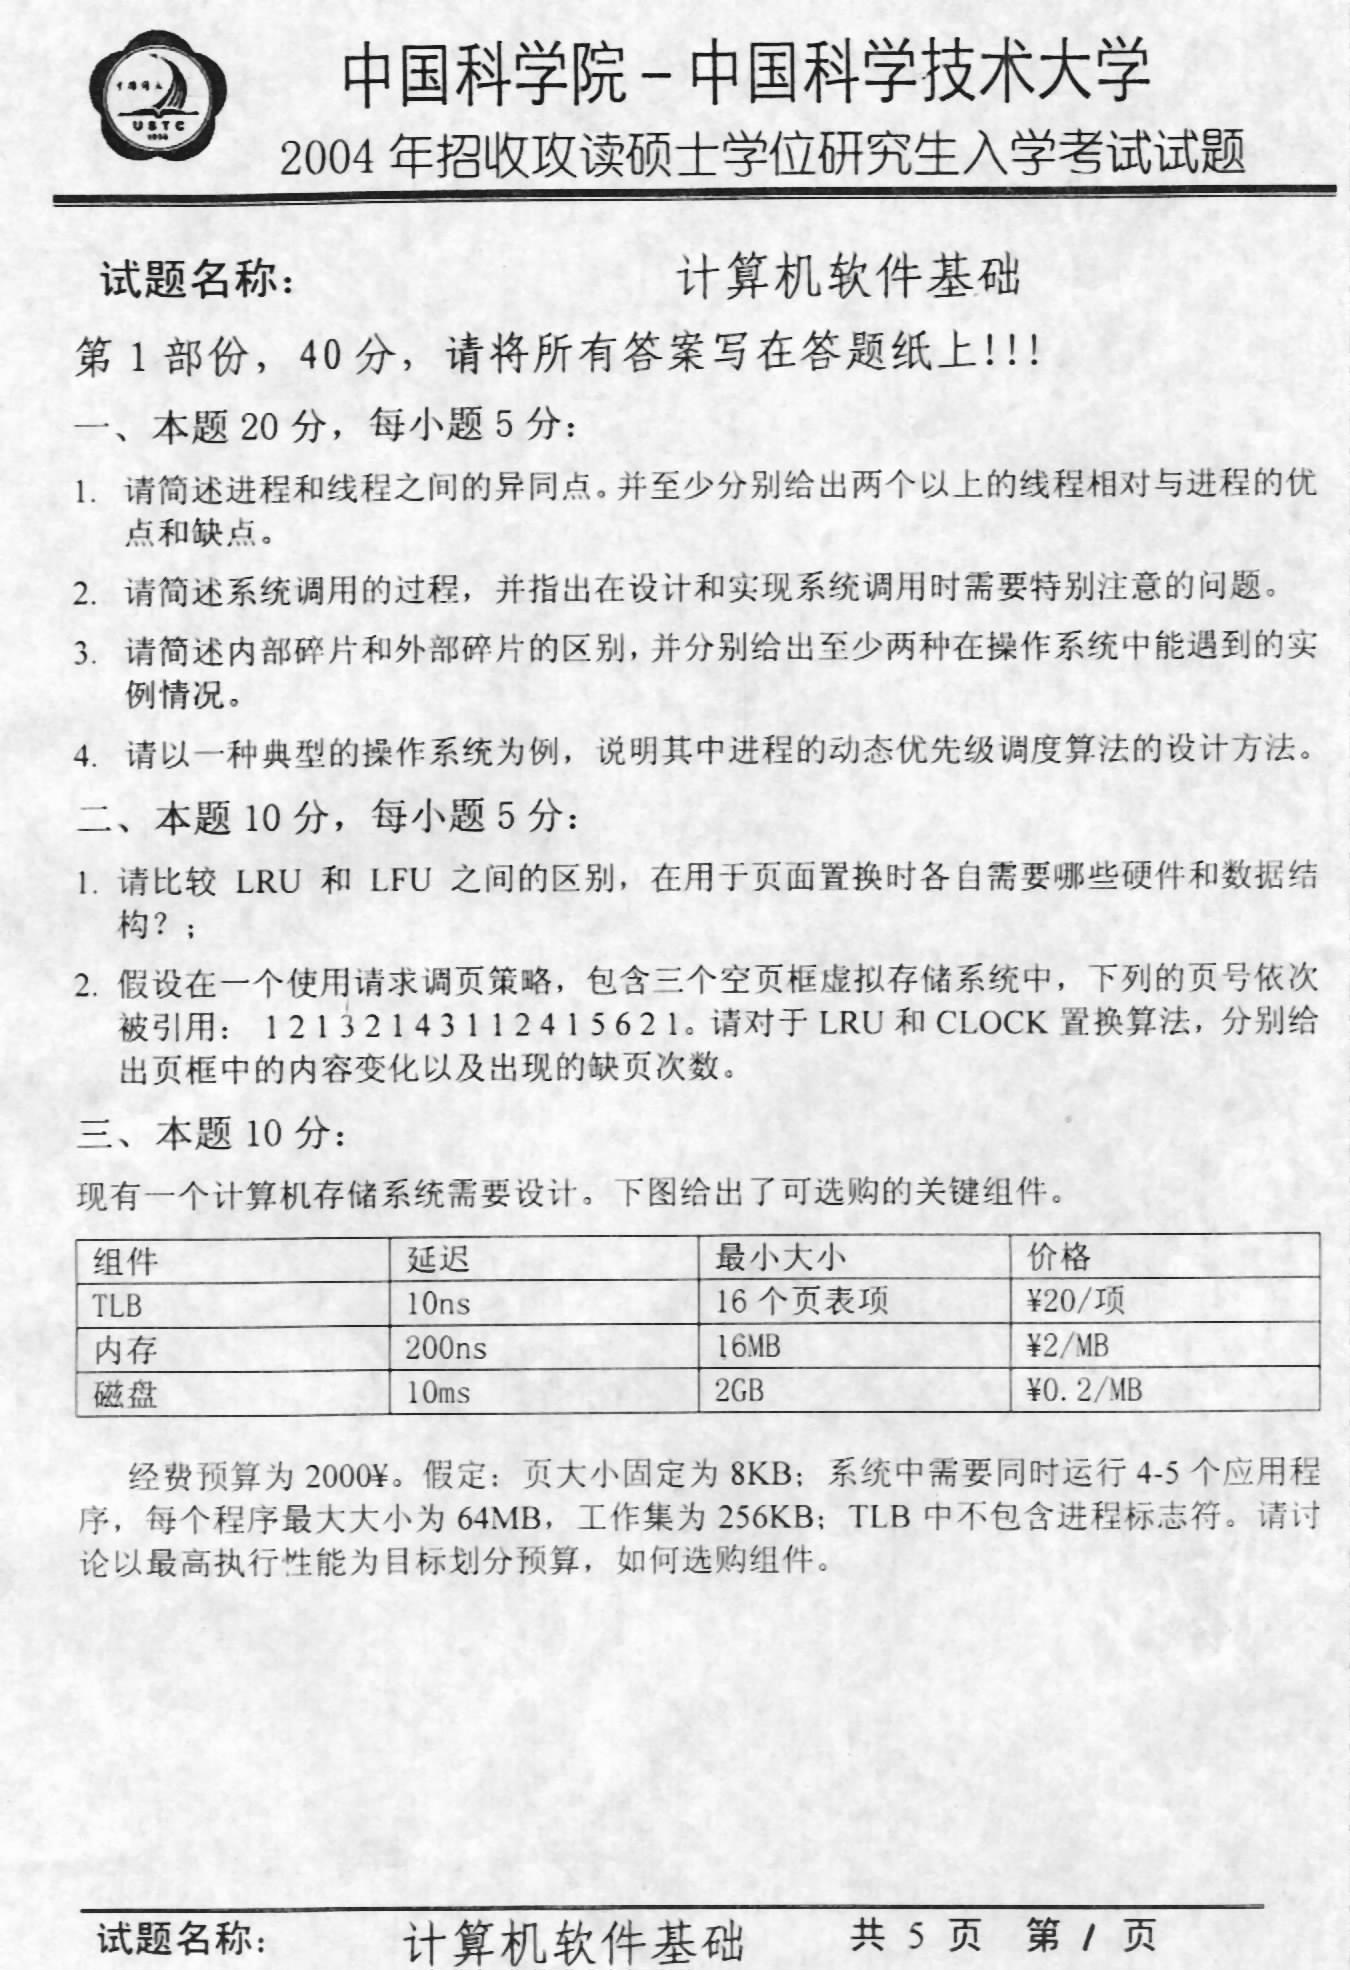 USTC
1958
中国科学院－中国科学技术大学
2004 年招收攻读硕士学位研究生入学考试试题
试题名称： 计算机软件基础
第 1 部份，40 分，请将所有答案写在答题纸上!!!
一、本题 20 分，每小题 5 分：
1. 请简述进程和线程之间的异同点。并至少分别给出两个以上的线程相对与进程的优
点和缺点。
2. 请简述系统调用的过程，并指出在设计和实现系统调用时需要特别注意的问题。
3. 请简述内部碎片和外部碎片的区别，并分别给出至少两种在操作系统中能遇到的实
例情况。
4. 请以一种典型的操作系统为例，说明其中进程的动态优先级调度算法的设计方法。
二、本题 10 分，每小题 5 分：
1. 请比较 LRU 和 LFU 之间的区别，在用于页面置换时各自需要哪些硬件和数据结
构？；
2. 假设在一个使用请求调页策略，包含三个空页框虚拟存储系统中，下列的页号依次
被引用： 1 2 1 3 2 1 4 3 1 1 2 4 1 5 6 2 1。请对于 LRU 和 CLOCK 置换算法，分别给
出页框中的内容变化以及出现的缺页次数。
三、本题 10 分：
现有一个计算机存储系统需要设计。下图给出了可选购的关键组件。
组件 延迟 最小大小 价格
TLB 10ns 16 个页表项 ¥20/项
内存 200ns 16MB ¥2/MB
磁盘 10ms 2GB ¥0.2/MB
经费预算为 2000¥。假定：页大小固定为 8KB；系统中需要同时运行 4-5 个应用程
序，每个程序最大大小为 64MB，工作集为 256KB；TLB 中不包含进程标志符。请讨
论以最高执行性能为目标划分预算，如何选购组件。
试题名称： 计算机软件基础 共 5 页 第 1 页